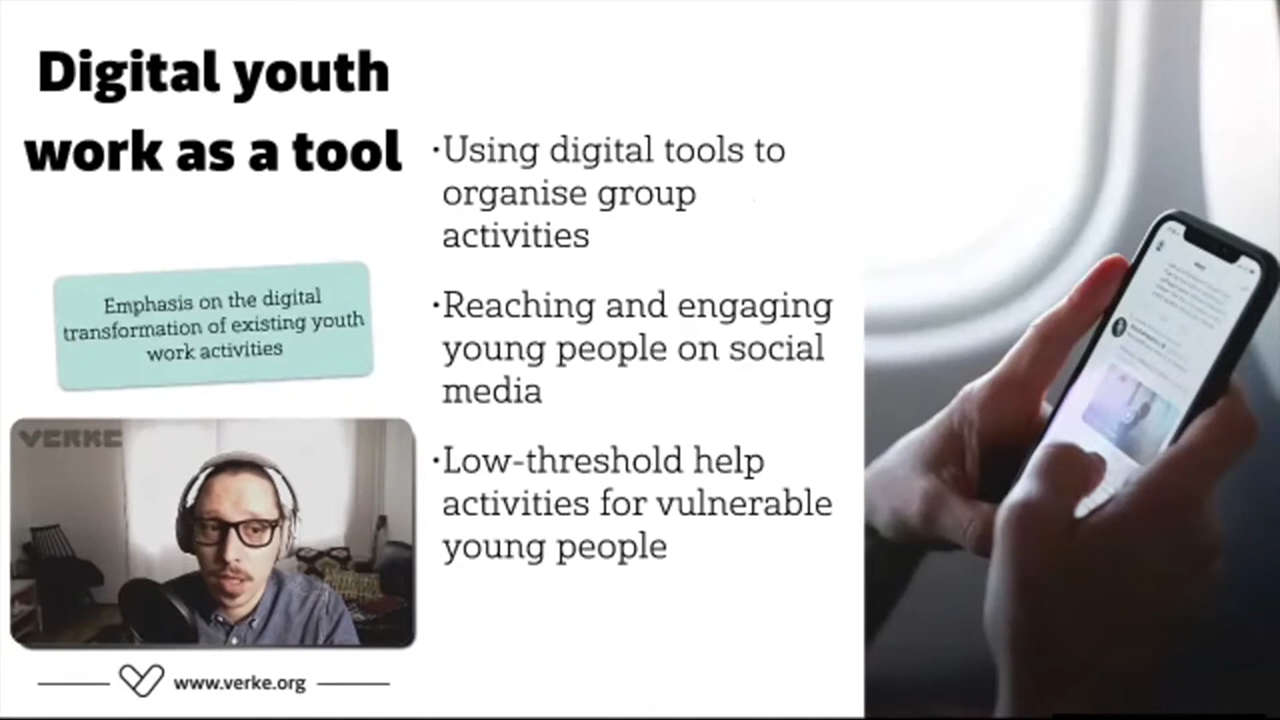 Digital youth
work as a tool
Emphasis on the digital
transformation of existing youth
work activities
VERKE
www.verke.org
·Using digital tools to
organise group
activities
·Reaching and engaging
young people on social
media
·Low-threshold help
activities for vulnerable
young people